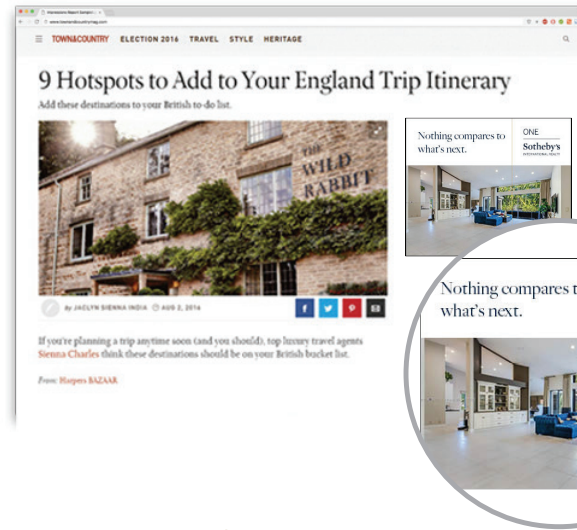 www.townandcountrymag.com
TOWN&COUNTRY ELECTION 2016 TRAVEL STYLE HERITAGE
9 Hotspots to Add to Your England Trip Itinerary
Add these destinations to your British to-do list.
THE
WILD
RABBIT
by JACLYN SIENNA INDIA AUG 2, 2016
If you're planning a trip anytime soon (and you should), top luxury travel agents
Sienna Charles think these destinations should be on your British bucket list.
From: Harpers BAZAAR
Nothing compares to
what's next.
ONE
Sotheby's
INTERNATIONAL REALTY
Nothing compares t
what's next.